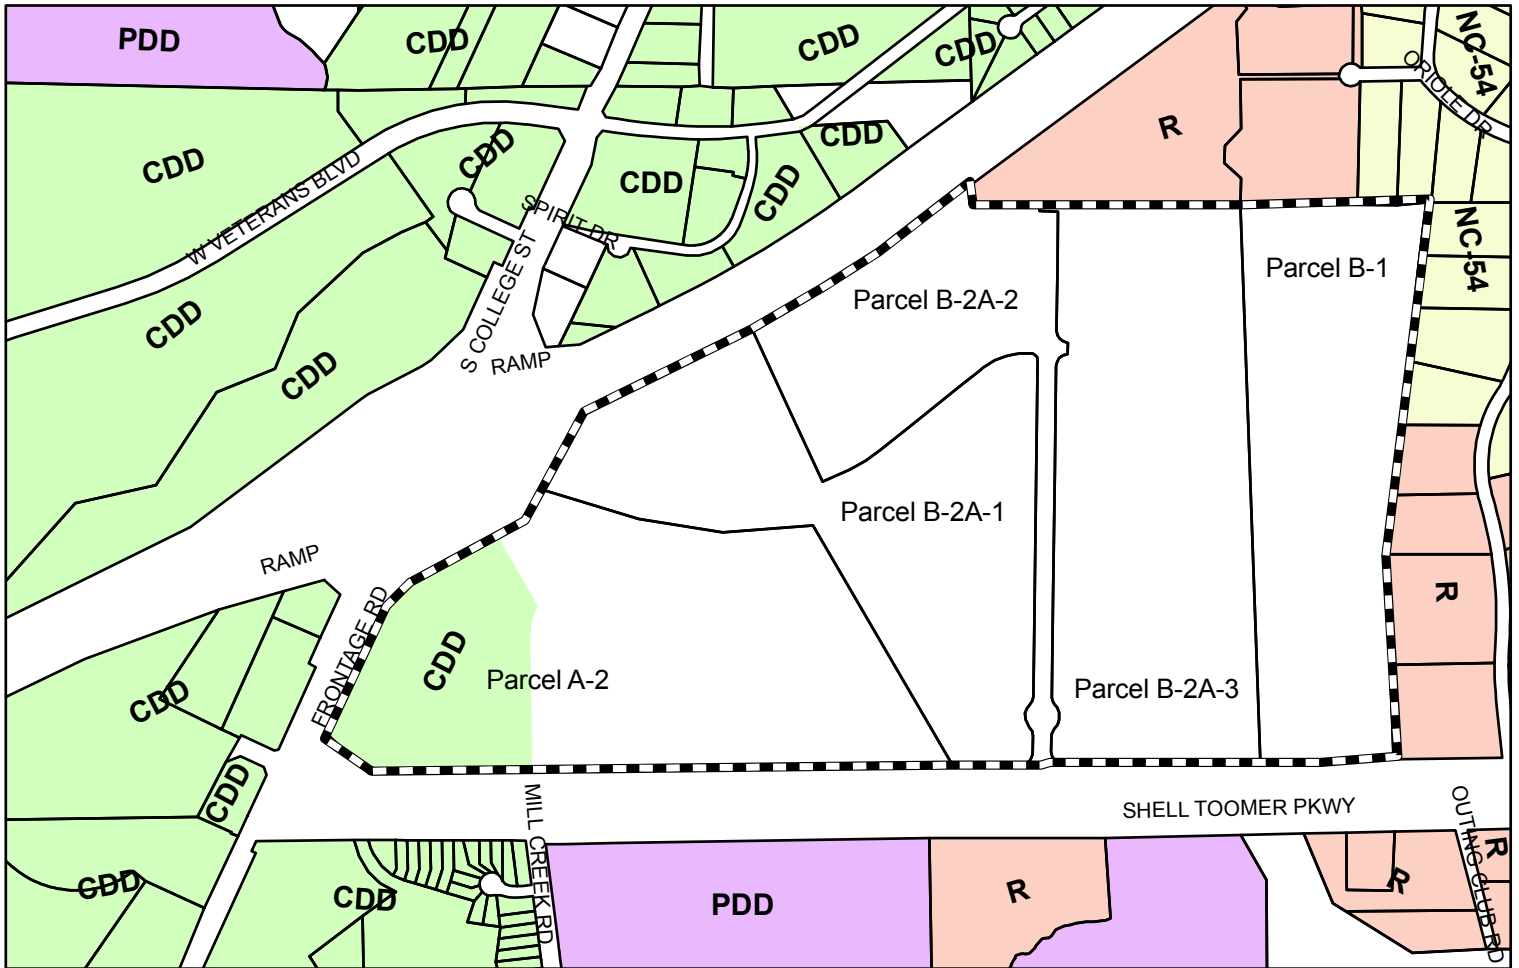 PDD
CDD
CDD
CDD
NC-54
ORIOLE DR
R
CDD
CDD
CDD
CDD
CDD
W VETERANS BLVD
SPIRIT DR
S COLLEGE ST
NC-54
Parcel B-1
Parcel B-2A-2
CDD
CDD
RAMP
Parcel B-2A-1
RAMP
FRONTAGE RD
R
CDD
Parcel A-2
Parcel B-2A-3
CDD
CDD
SHELL TOOMER PKWY
MILL CREEK RD
OUTING CLUB RD
R
CDD
CDD
PDD
R
R